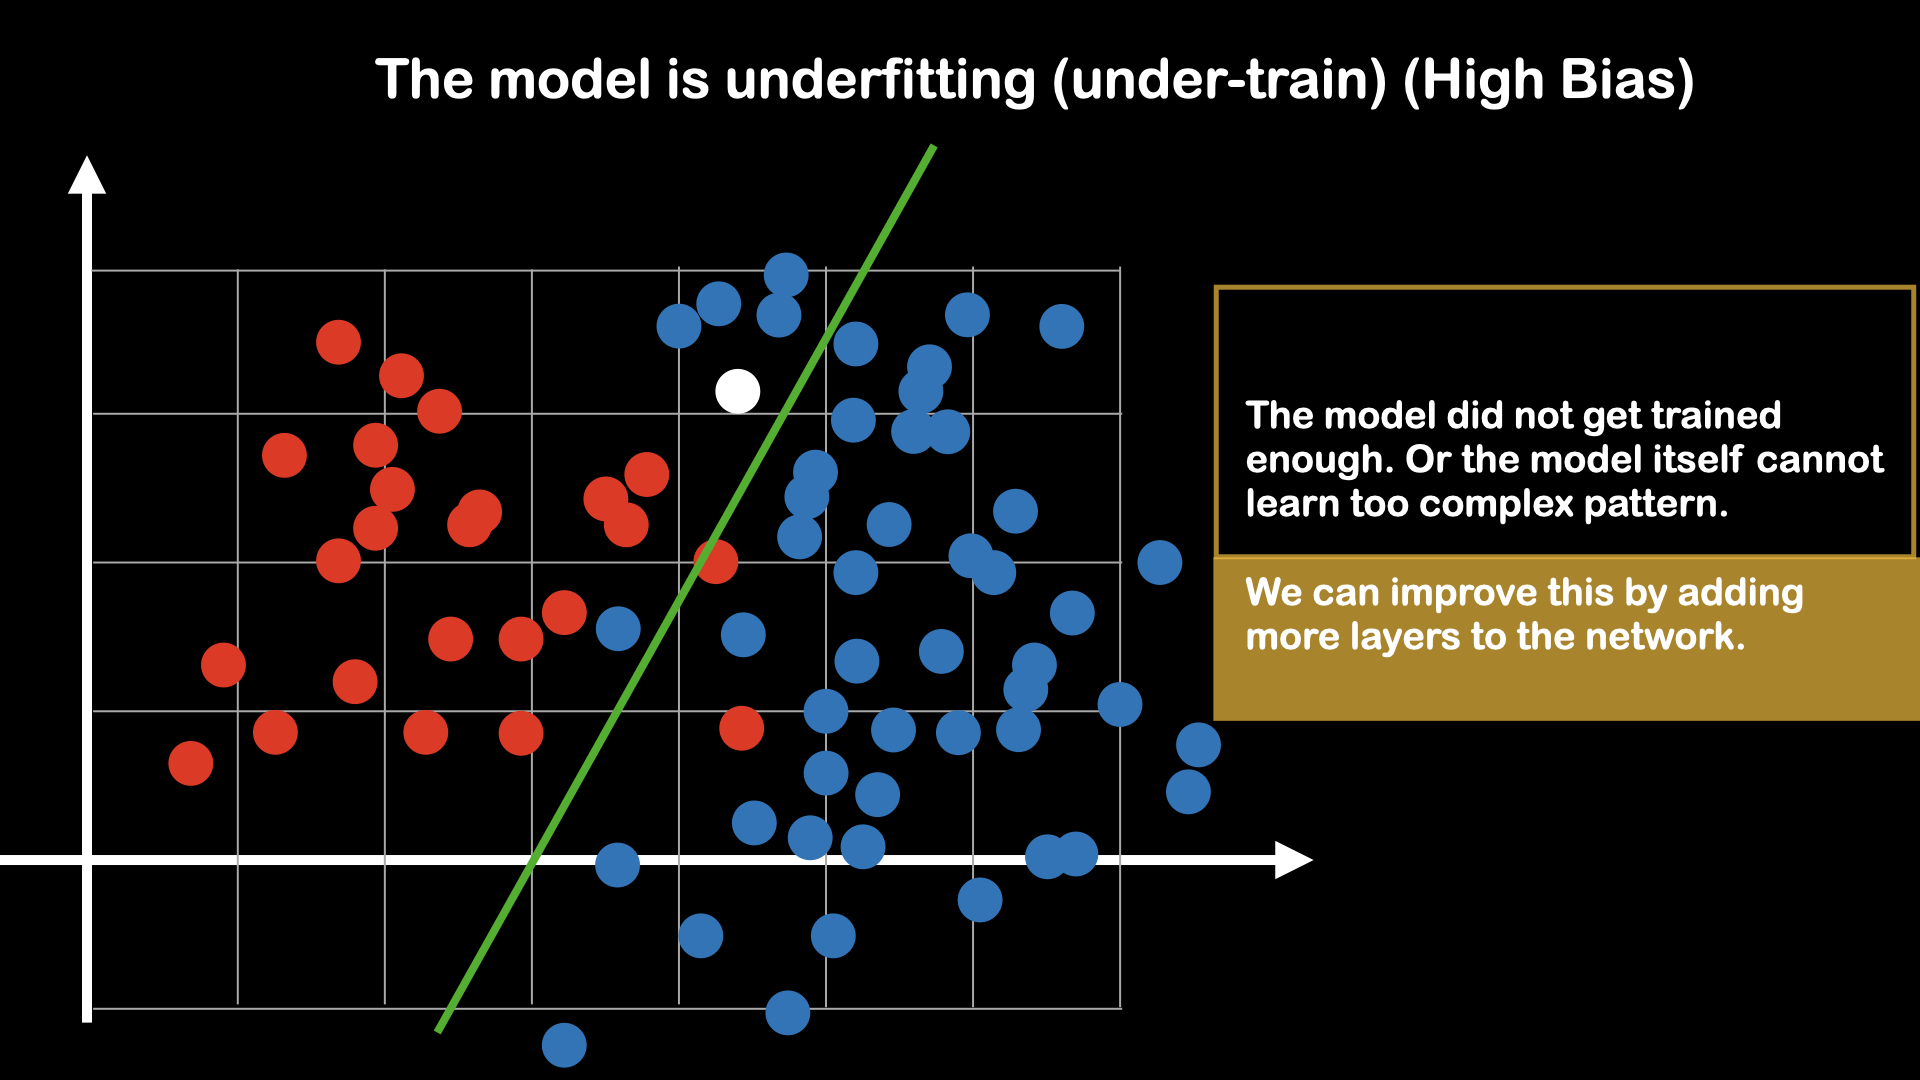 The model is underfitting (under-train) (High Bias)
The model did not get trained
enough. Or the model itself cannot
learn too complex pattern.
We can improve this by adding
more layers to the network.